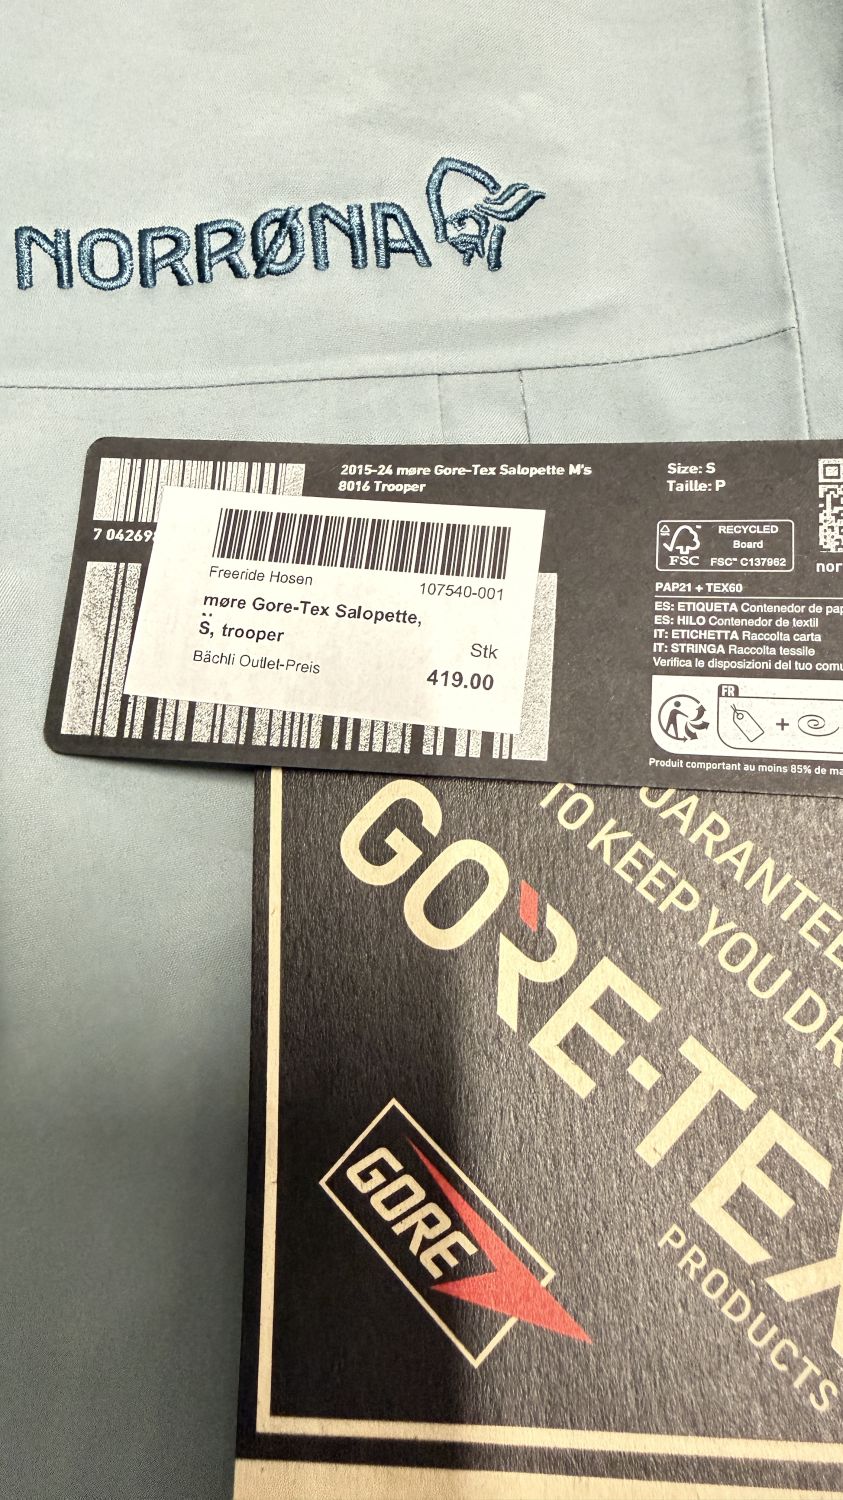 NORRØNA
2015-24 møre Gore-Tex Salopette M's
8016 Trooper
Size: S
Taille: P
7 04269
Freeride Hosen
107540-001
møre Gore-Tex Salopette,
S, trooper
Stk
Bächli Outlet-Preis
419.00
FSC
RECYCLED
Board
FSC™ C137962
nor
PAP21 + TEX60
ES: ETIQUETA Contenedor de pap
ES: HILO Contenedor de textil
IT: ETICHETTA Raccolta carta
IT: STRINGA Raccolta tessile
Verifica le disposizioni del tuo comu
FR
+
Produit comportant au moins 85% de ma
UARANTEE
TO KEEP YOU DR
GORE-TEX
PRODUCTS
GORE